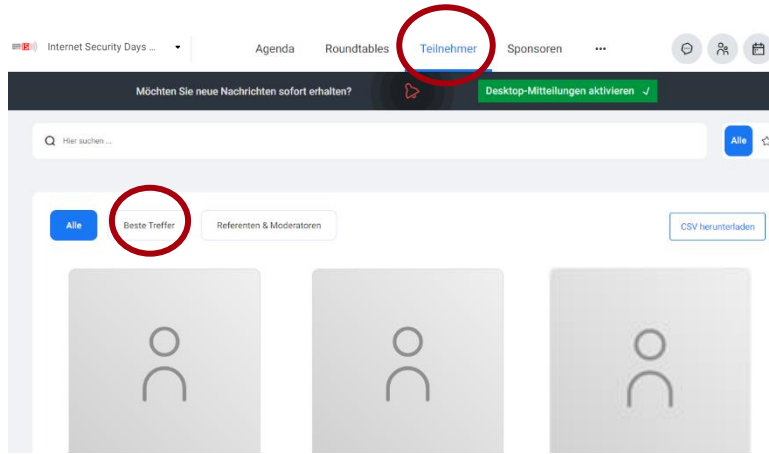 Internet Security Days ...
Agenda Roundtables Teilnehmer Sponsoren ...
Möchten Sie neue Nachrichten sofort erhalten? Desktop-Mitteilungen aktivieren
Hier suchen ... Alle
Alle Beste Treffer Referenten & Moderatoren CSV herunterladen